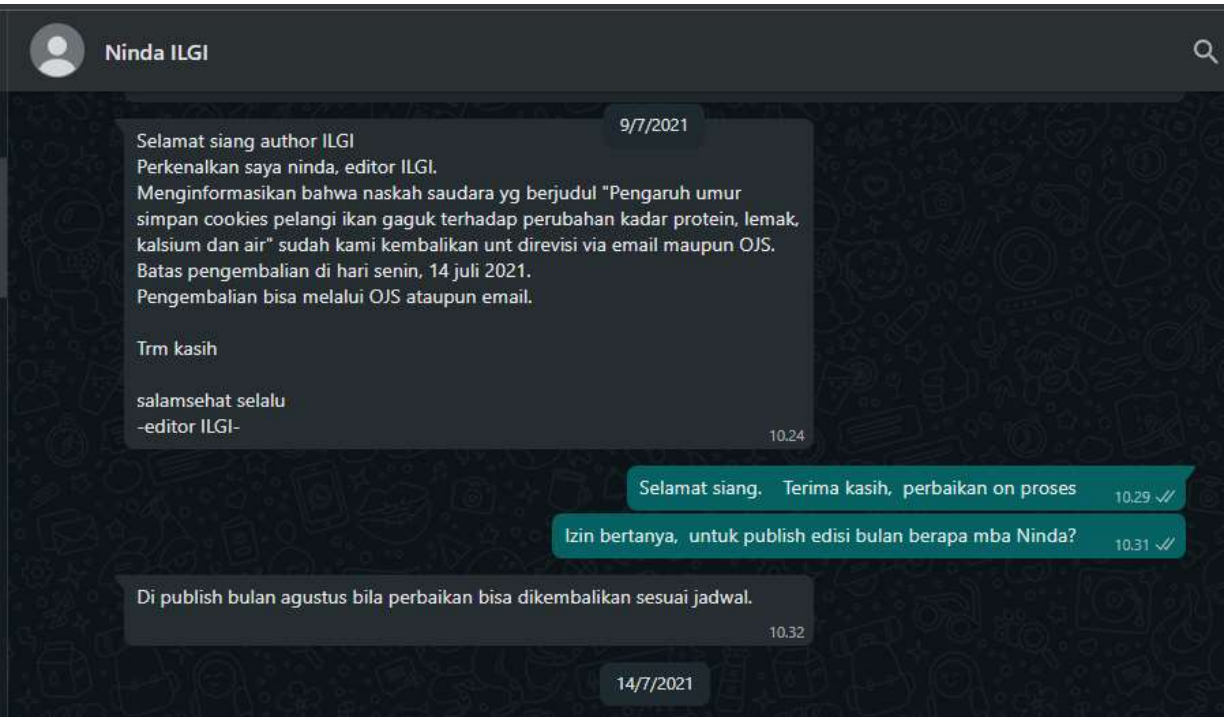 Ninda ILGI
9/7/2021
Selamat siang author ILGI
Perkenalkan saya ninda, editor ILGI.
Menginformasikan bahwa naskah saudara yg berjudul "Pengaruh umur
simpan cookies pelangi ikan gaguk terhadap perubahan kadar protein, lemak,
kalsium dan air" sudah kami kembalikan unt direvisi via email maupun OJS.
Batas pengembalian di hari senin, 14 juli 2021.
Pengembalian bisa melalui OJS ataupun email.
Trm kasih
salamsehat selalu
-editor ILGI-
10.24
Selamat siang. Terima kasih, perbaikan on proses 10.29
Izin bertanya, untuk publish edisi bulan berapa mba Ninda? 10.31
Di publish bulan agustus bila perbaikan bisa dikembalikan sesuai jadwal.
10.32
14/7/2021